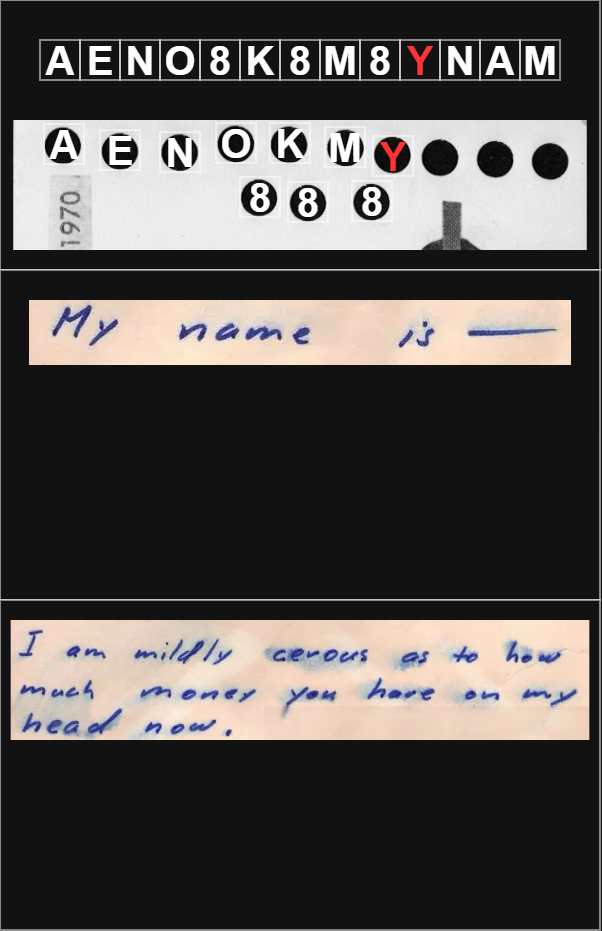 AENO8K8M8YNAM
A E N O K M Y
8 8 8
1970
My name is —
I am mildly cerous as to how
much money you have on my
head now.